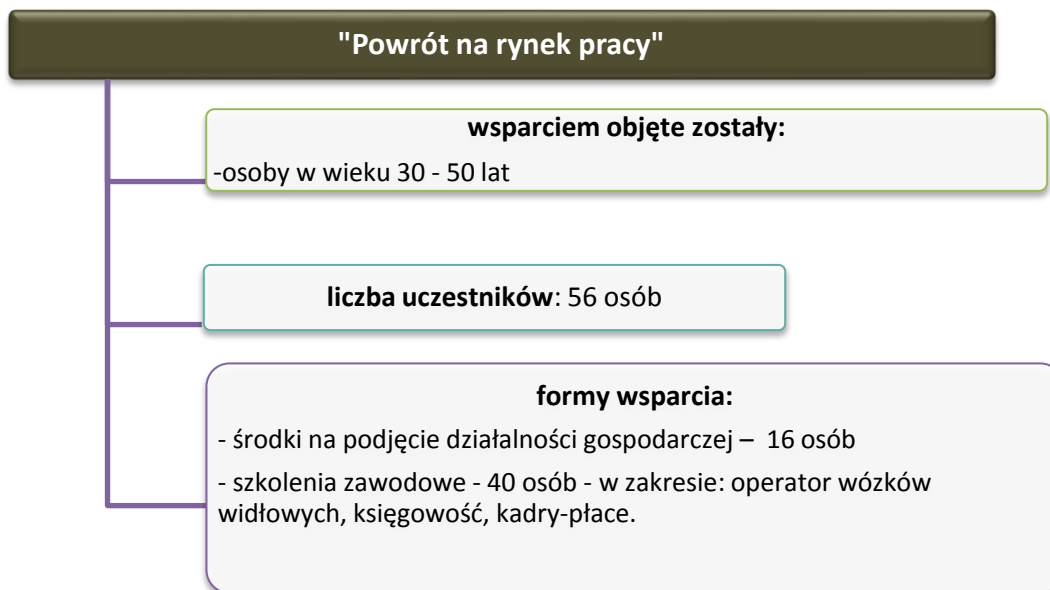 "Powrót na rynek pracy"
wsparciem objęte zostały:
-osoby w wieku 30 - 50 lat
liczba uczestników: 56 osób
formy wsparcia:
- środki na podjęcie działalności gospodarczej – 16 osób
- szkolenia zawodowe - 40 osób - w zakresie: operator wózków
widłowych, księgowość, kadry-płace.